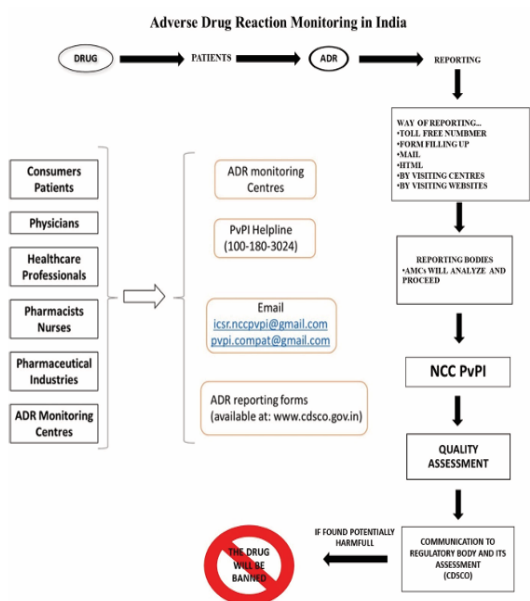 Adverse Drug Reaction Monitoring in India
DRUG
PATIENTS
ADR
REPORTING
WAY OF REPORTING...
•TOLL FREE NUMBMER
•FORM FILLING UP
•MAIL
•HTML
•BY VISITING CENTRES
•BY VISITING WEBSITES
REPORTING BODIES
•AMCs WILL ANALYZE AND
PROCEED
NCC PvPI
QUALITY
ASSESSMENT
COMMUNICATION TO
REGULATORY BODY AND ITS
ASSESSMENT
(CDSCO)
IF FOUND POTENTIALLY
HARMFULL
THE DRUG
WILL BE
BANNED
Consumers
Patients
Physicians
Healthcare
Professionals
Pharmacists
Nurses
Pharmaceutical
Industries
ADR Monitoring
Centres
ADR monitoring
Centres
PvPI Helpline
(100-180-3024)
Email
icsr.nccpvpi@gmail.com
pvpi.compat@gmail.com
ADR reporting forms
(available at: www.cdsco.gov.in)